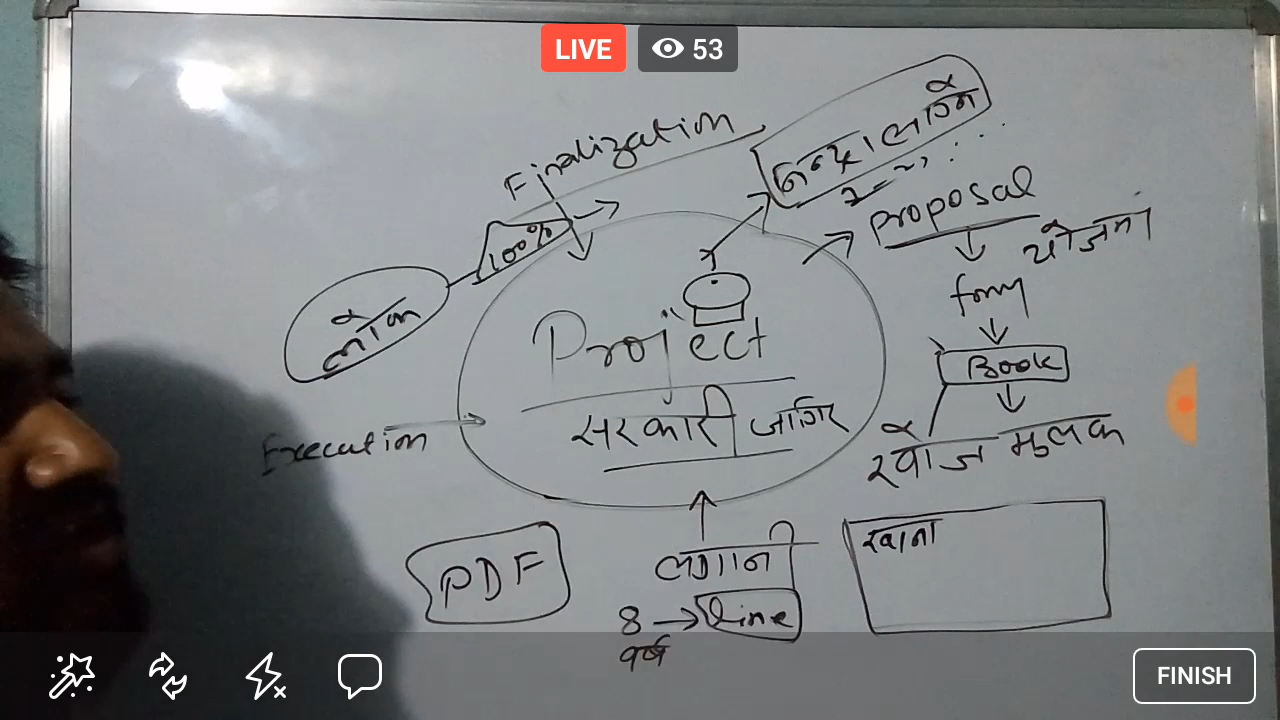 LIVE 53
Finalization
100%
Proposal
योजना
form
Book
खोज मुलक
Project
सरकारी जागिर
Execution
PDF
लगानी
8 → line
वर्ष
खाना
FINISH